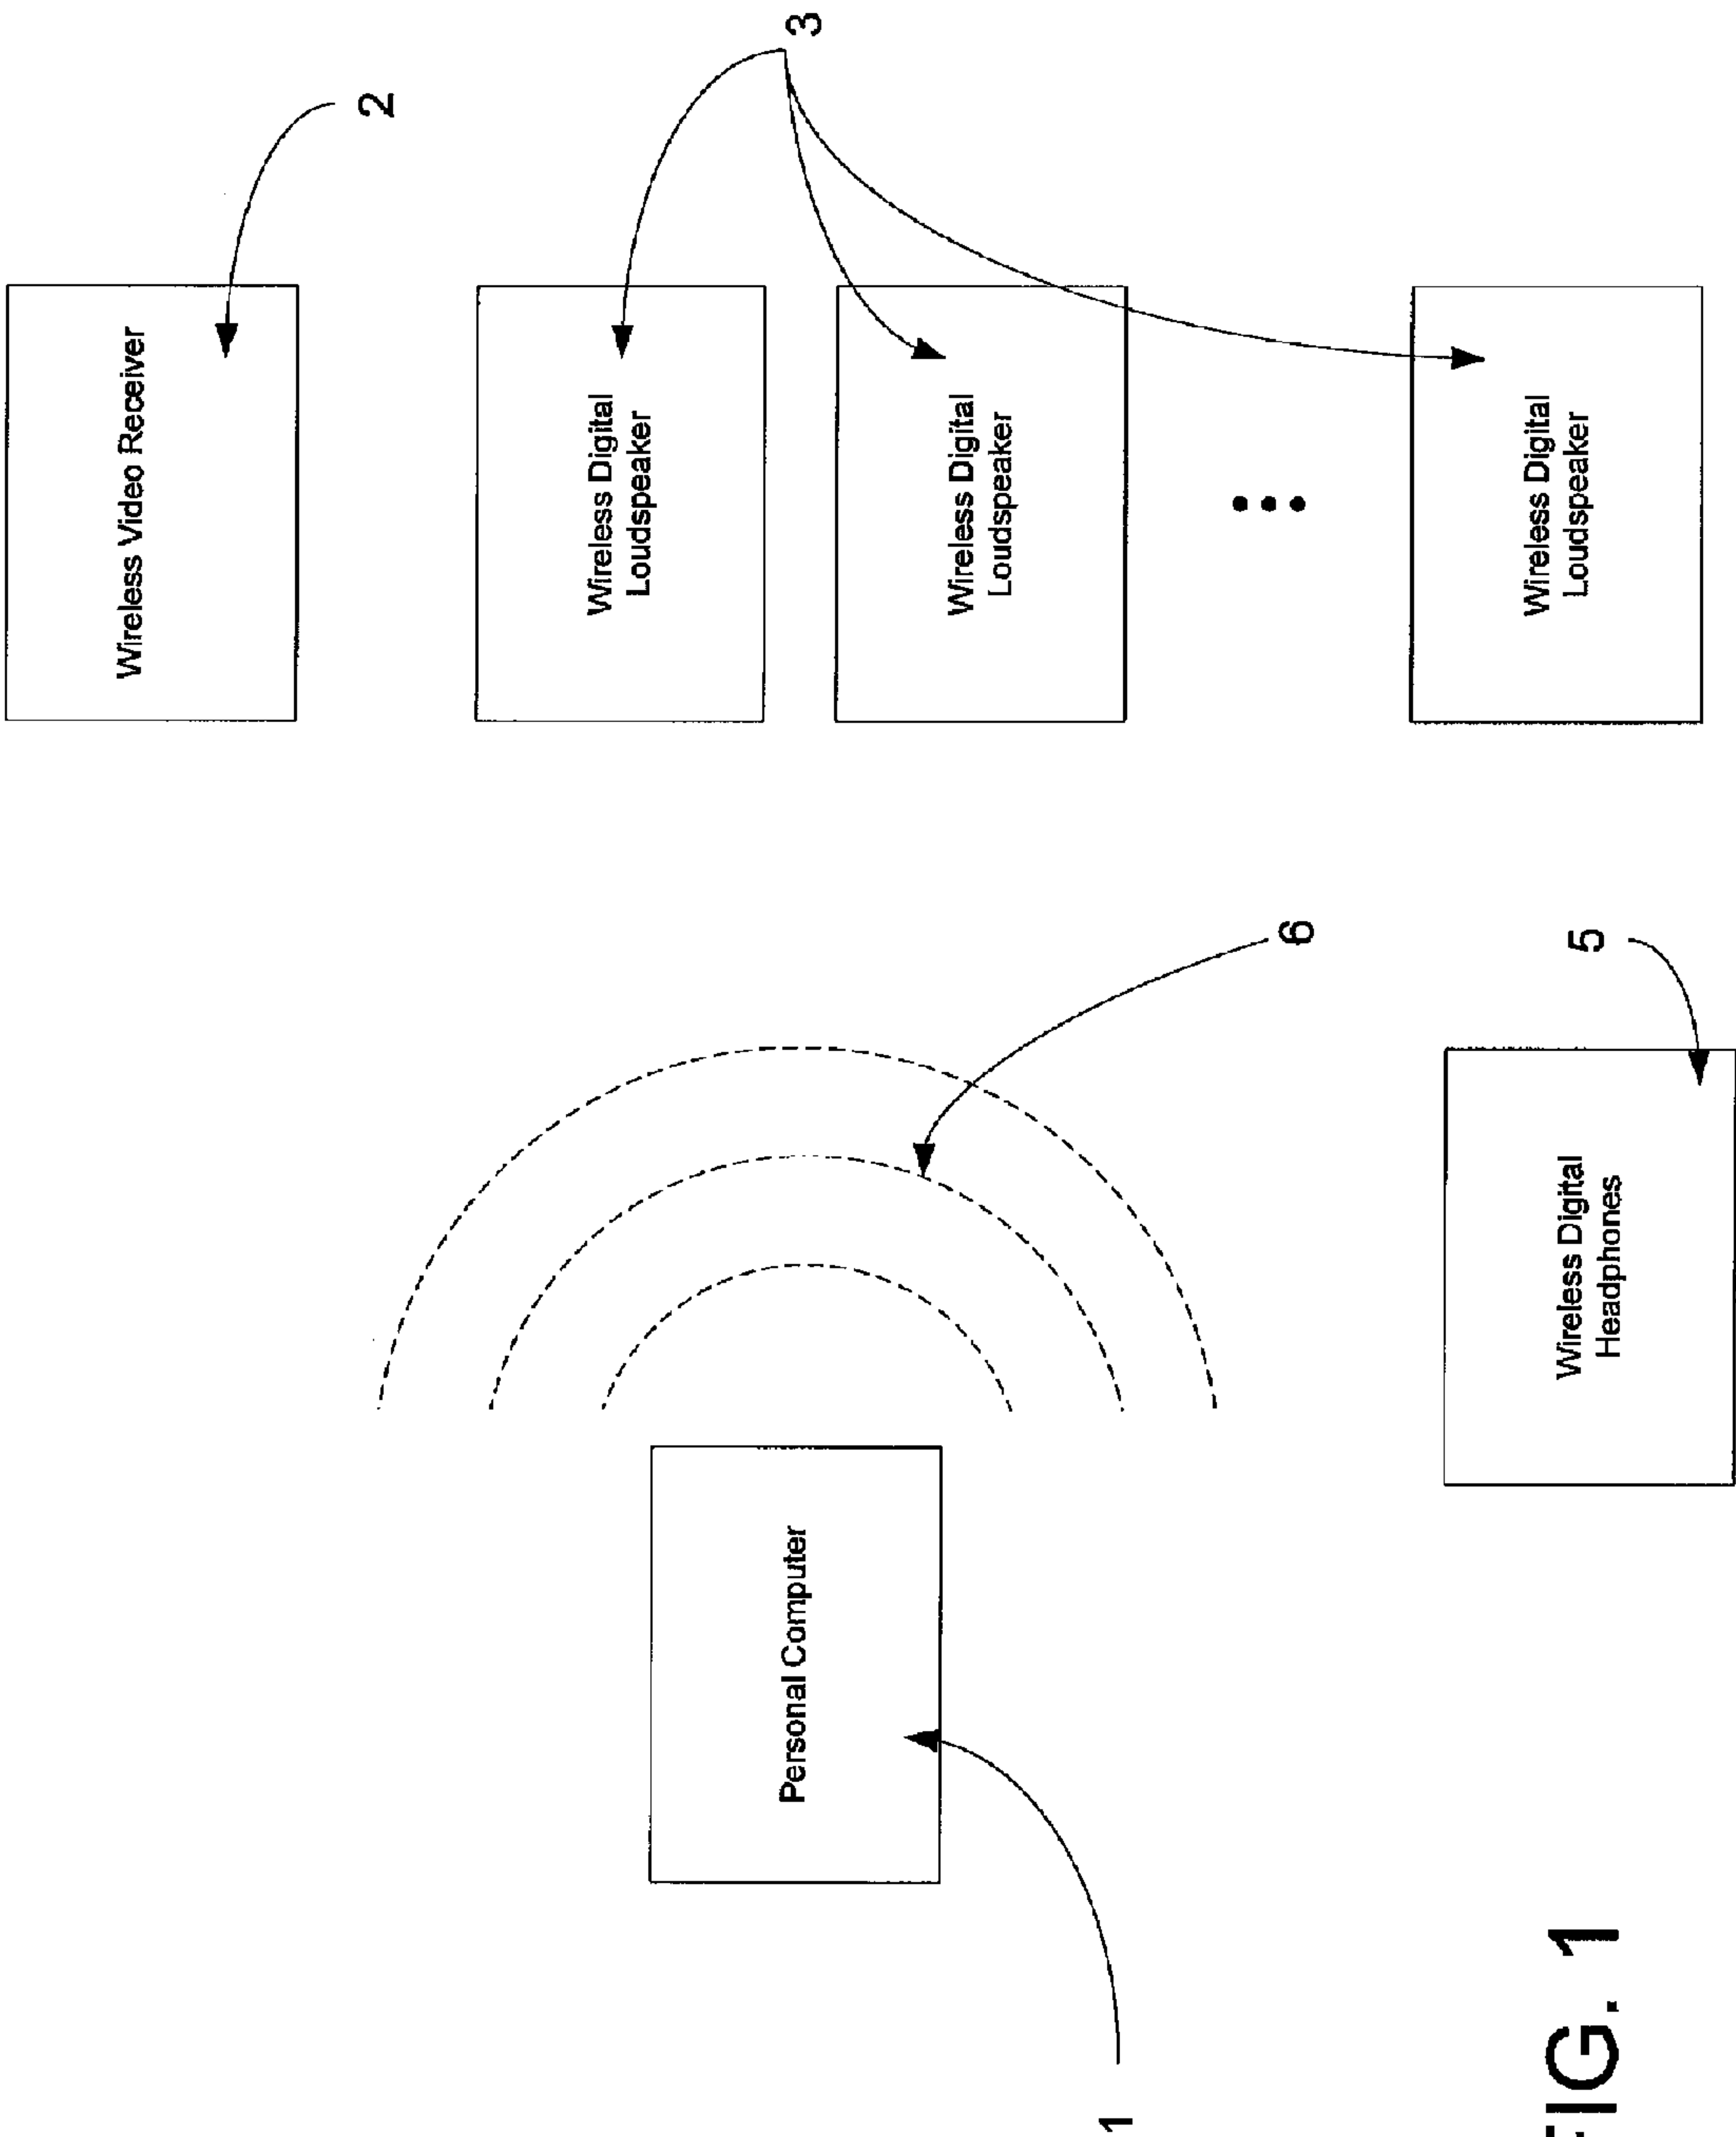 Wireless Video Receiver
2
Wireless Digital
Loudspeaker
3
Personal Computer
Wireless Digital
Loudspeaker
1
6
Wireless Digital
Loudspeaker
5
Wireless Digital
Headphones
FIG. 1